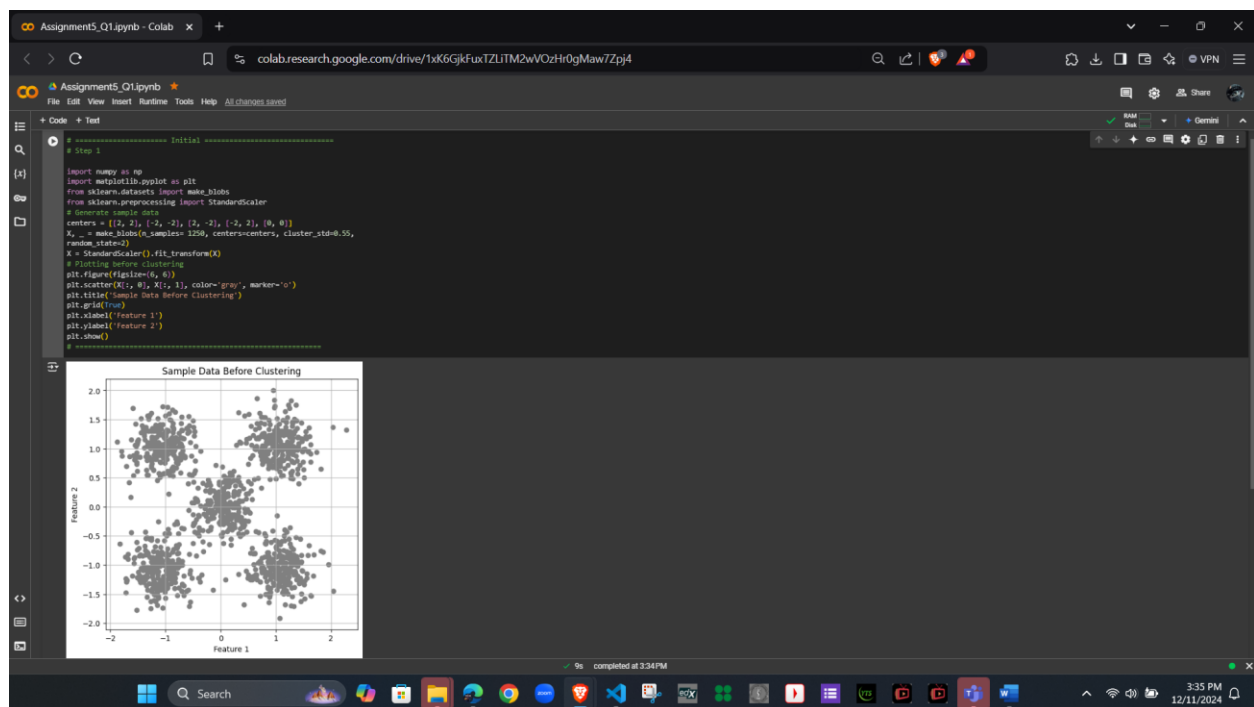 Assignment5_Q1.ipynb - Colab
colab.research.google.com/drive/1xK6GjkFuxTZLiTM2wVOzHr0gMaw7Zpj4
VPN
Assignment5_Q1.ipynb
File Edit View Insert Runtime Tools Help All changes saved
Share
+ Code + Text
RAM
Disk
Gemini
# ====================== Initial ===============================
# Step 1
import numpy as np
import matplotlib.pyplot as plt
from sklearn.datasets import make_blobs
from sklearn.preprocessing import StandardScaler
# Generate sample data
centers = [[2, 2], [-2, -2], [2, -2], [-2, 2], [0, 0]]
X, _ = make_blobs(n_samples= 1250, centers=centers, cluster_std=0.55,
random_state=2)
X = StandardScaler().fit_transform(X)
# Plotting before clustering
plt.figure(figsize=(6, 6))
plt.scatter(X[:, 0], X[:, 1], color='gray', marker='o')
plt.title('Sample Data Before Clustering')
plt.grid(True)
plt.xlabel('Feature 1')
plt.ylabel('Feature 2')
plt.show()
# ===========================================================
Sample Data Before Clustering
2.0
1.5
1.0
0.5
0.0
−0.5
−1.0
−1.5
−2.0
Feature 2
−2 −1 0 1 2
Feature 1
9s completed at 3:34 PM
Search
zoom
edX
YTS
3:35 PM
12/11/2024